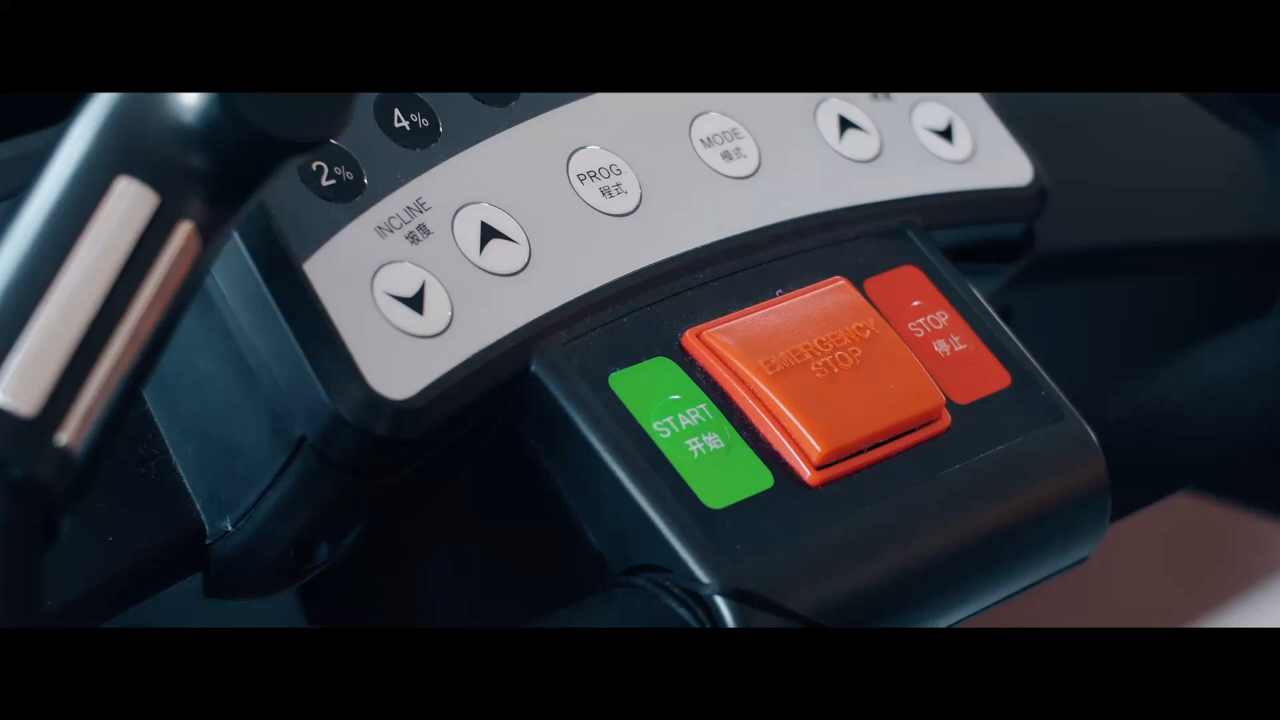 4%
2%
INCLINE
坡度
PROG.
程式
MODE
模式
EMERGENCY
STOP
START
开始
STOP
停止